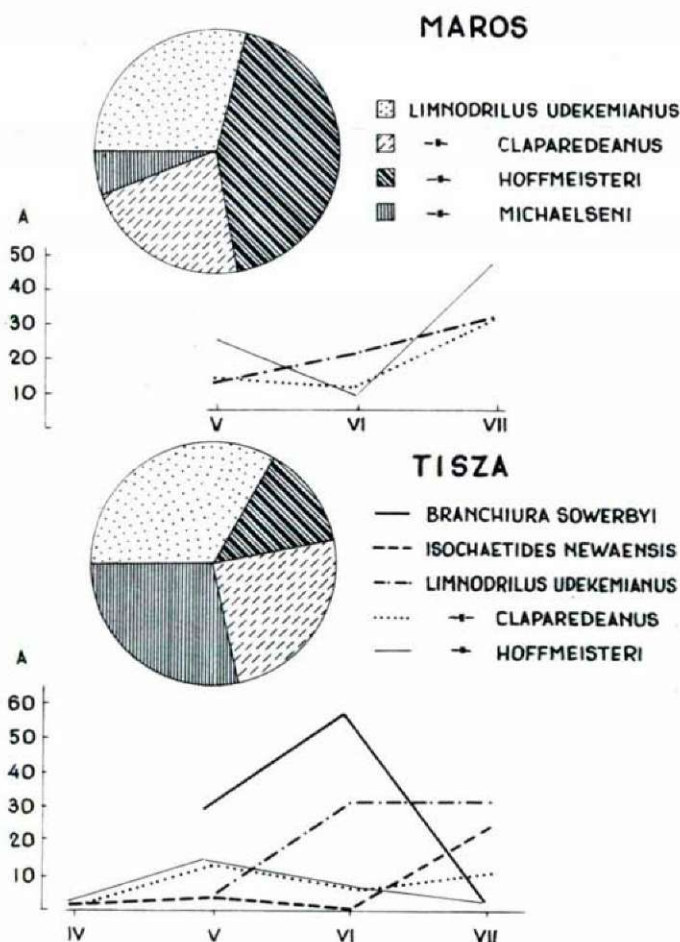 MAROS
LIMNODRILUS UDEKEMIANUS
-"- CLAPAREDEANUS
-"- HOFFMEISTERI
-"- MICHAELSENI
A
50
40
30
20
10
V VI VII
TISZA
BRANCHIURA SOWERBYI
ISOCHAETIDES NEWAENSIS
LIMNODRILUS UDEKEMIANUS
-"- CLAPAREDEANUS
-"- HOFFMEISTERI
A
60
50
40
30
20
10
IV V VI VII